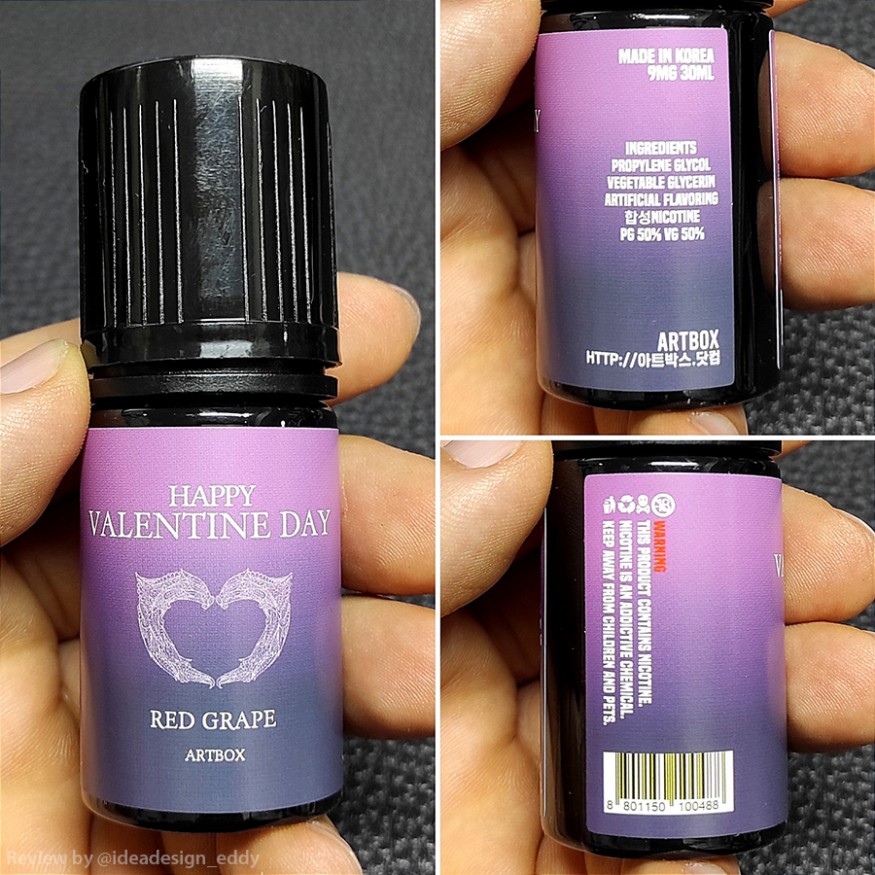 HAPPY
VALENTINE DAY
RED GRAPE
ARTBOX
Review by @ideadesign_eddy
MADE IN KOREA
9MG 30ML
INGREDIENTS
PROPYLENE GLYCOL
VEGETABLE GLYCERIN
ARTIFICIAL FLAVORING
합성NICOTINE
PG 50% VG 50%
ARTBOX
HTTP://아트박스.닷컴
WARNING
THIS PRODUCT CONTAINS NICOTINE.
NICOTINE IS AN ADDICTIVE CHEMICAL.
KEEP AWAY FROM CHILDREN AND PETS.
8 801150 100488